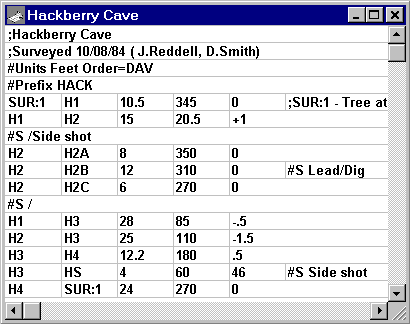 Hackberry Cave
;Hackberry Cave
;Surveyed 10/08/84 ( J.Reddell, D.Smith)
#Units Feet Order=DAV
#Prefix HACK
SUR:1 H1 10.5 345 0 ;SUR:1 - Tree at
H1 H2 15 20.5 +1
#S /Side shot
H2 H2A 8 350 0
H2 H2B 12 310 0 #S Lead/Dig
H2 H2C 6 270 0
#S /
H1 H3 28 85 -.5
H2 H3 25 110 -1.5
H3 H4 12.2 180 .5
H3 HS 4 60 46 #S Side shot
H4 SUR:1 24 270 0